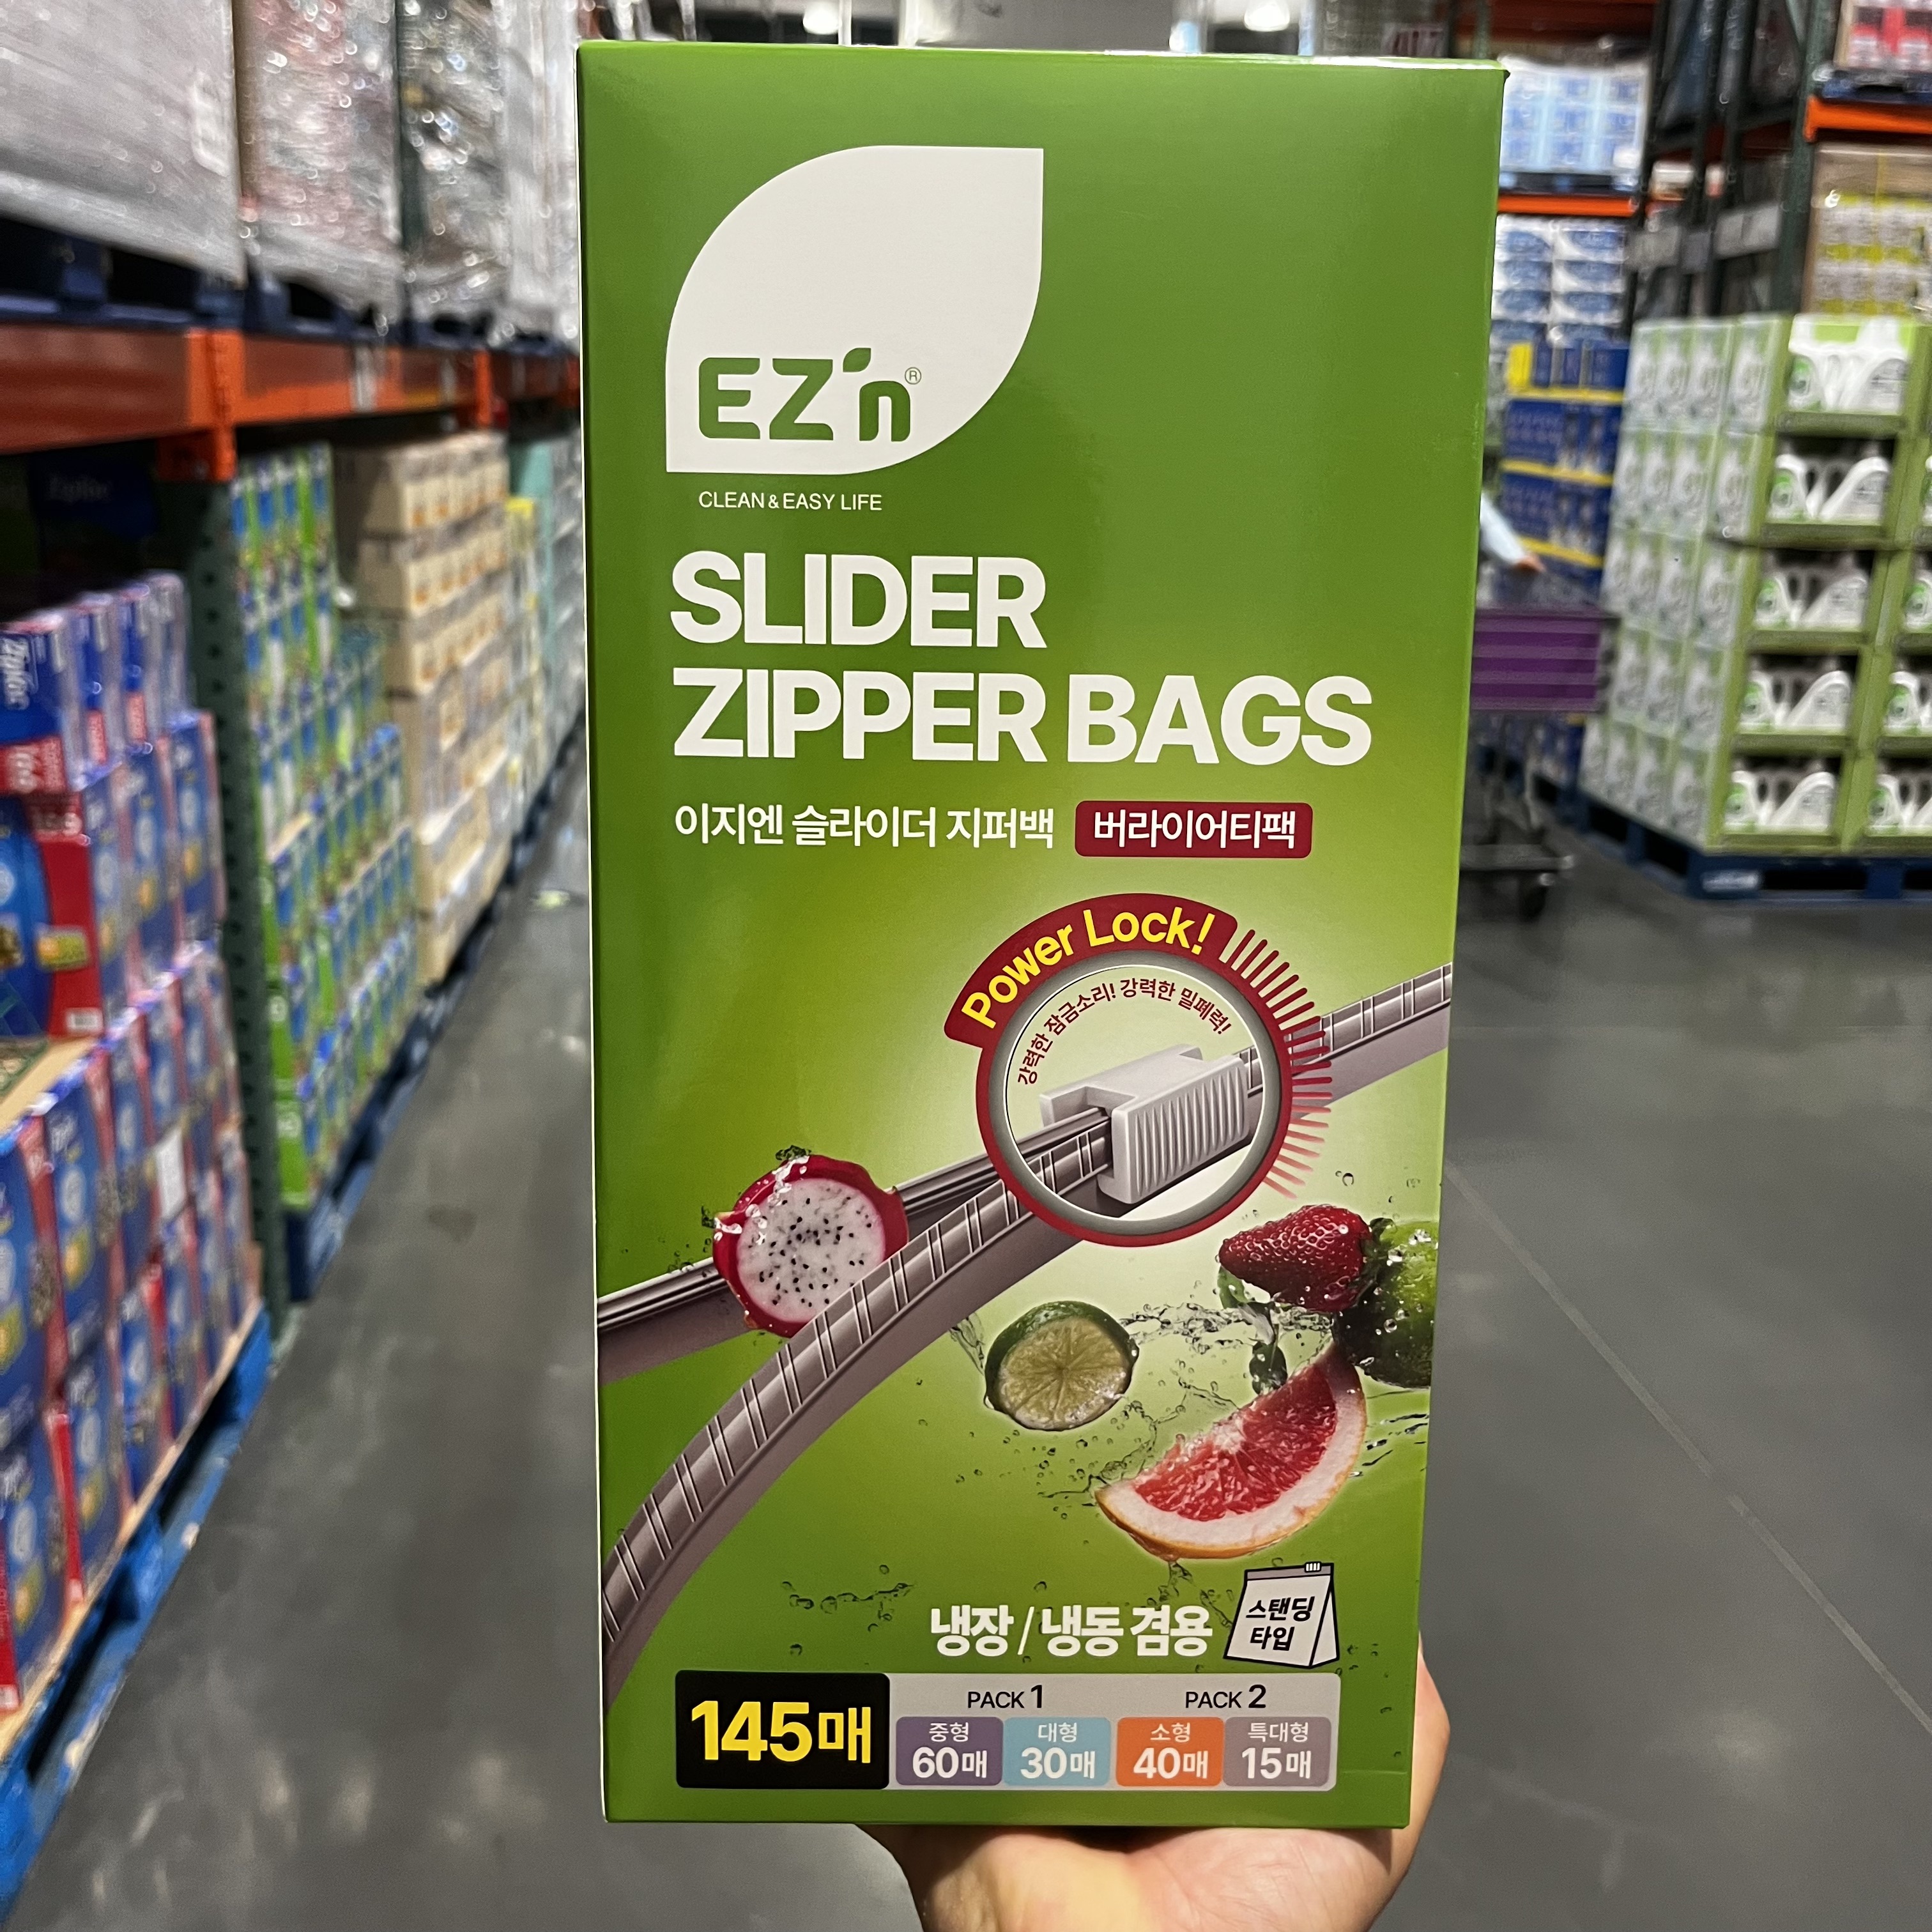 EZ'n®
CLEAN & EASY LIFE
SLIDER
ZIPPER BAGS
이지엔 슬라이더 지퍼백 버라이어티팩
Power Lock!
강력한 잠금소리! 강력한 밀폐력!
냉장 / 냉동 겸용
스탠딩
타입
145매
PACK 1 PACK 2
중형 대형 소형 특대형
60매 30매 40매 15매
Ziploc